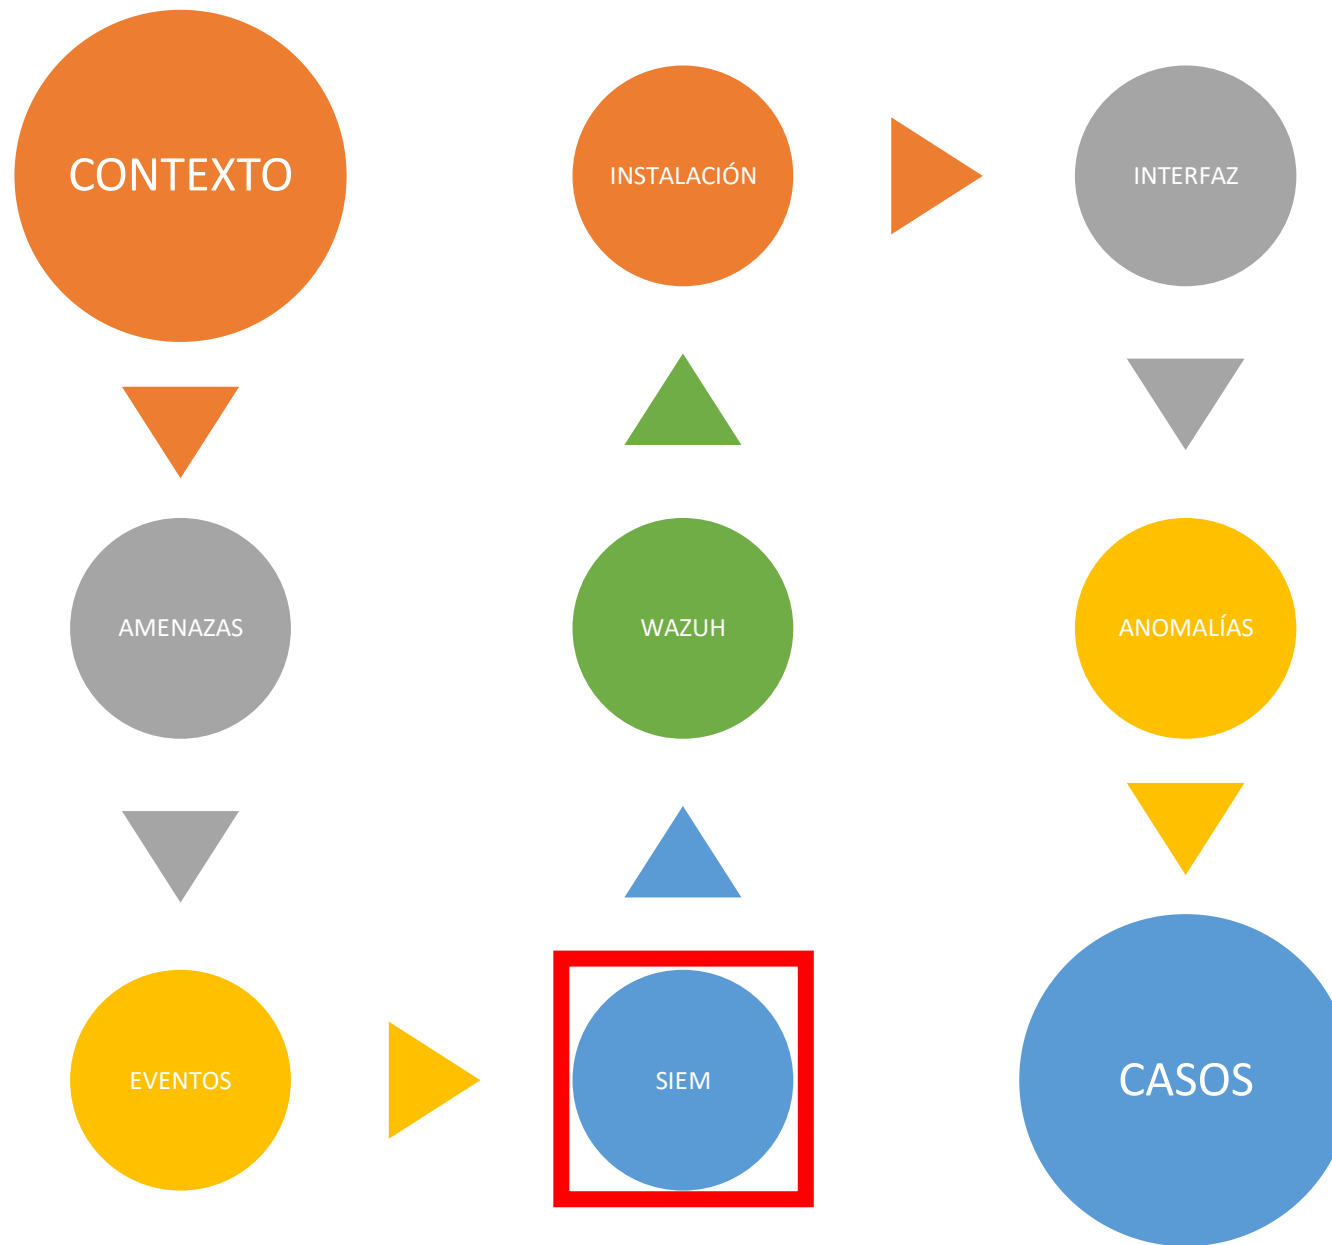 CONTEXTO
AMENAZAS
EVENTOS
SIEM
WAZUH
INSTALACIÓN
INTERFAZ
ANOMALÍAS
CASOS